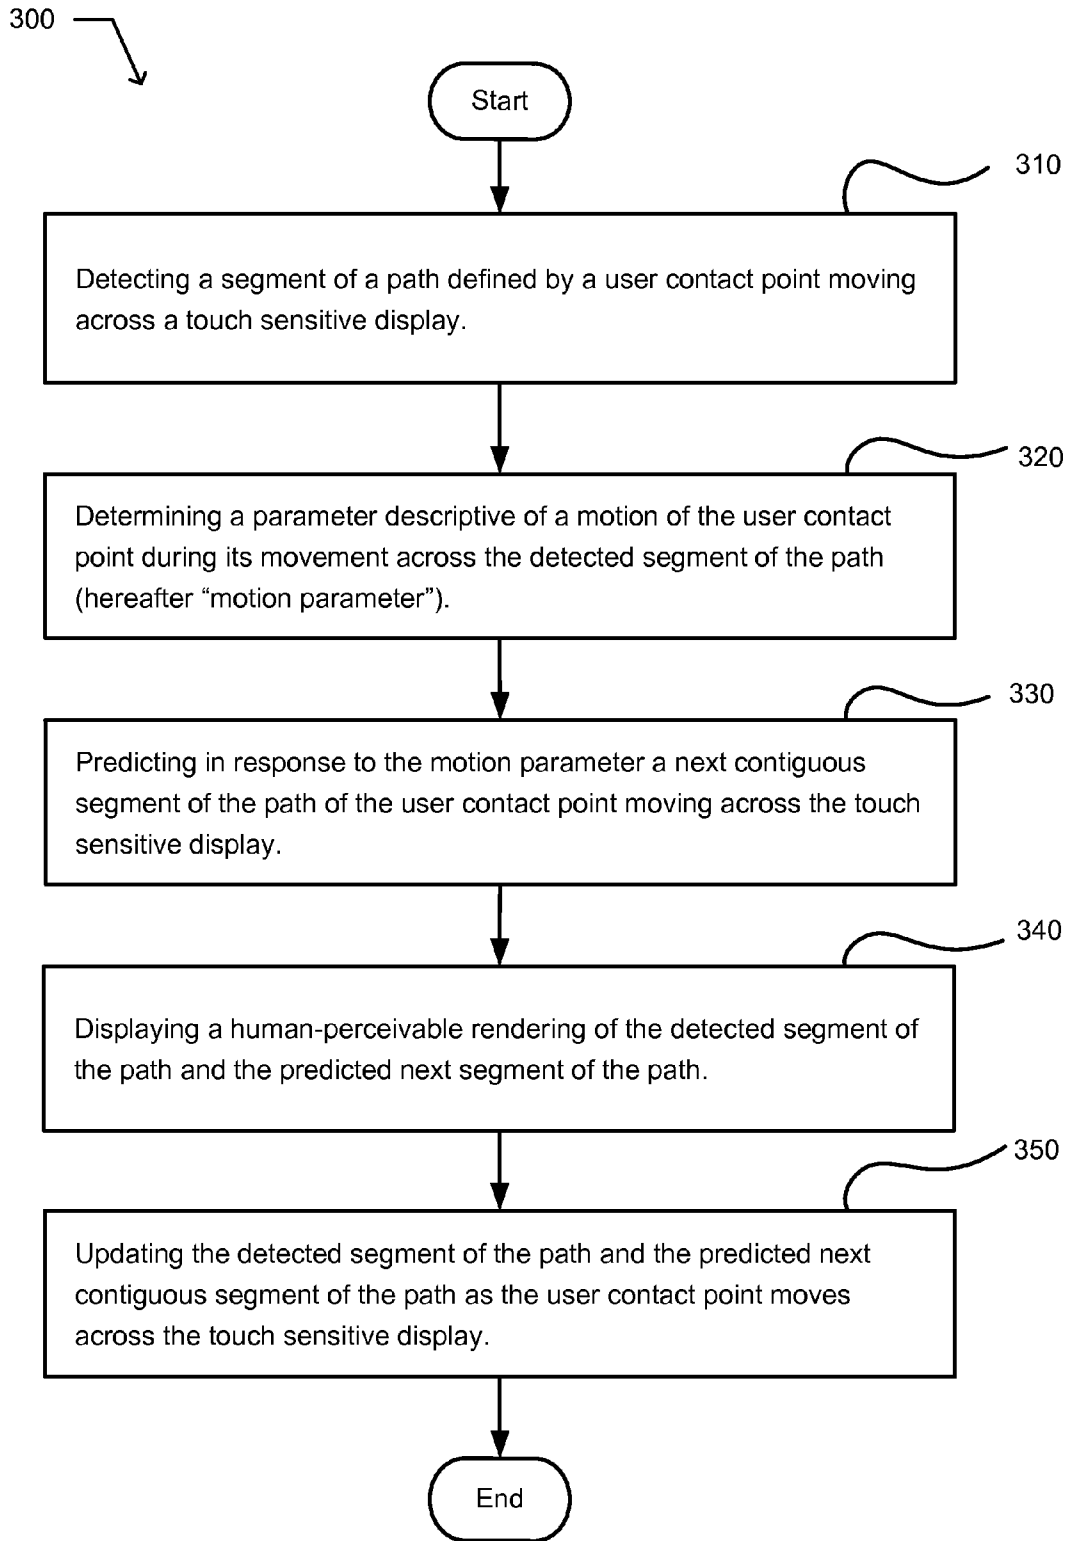 300
Start
310
Detecting a segment of a path defined by a user contact point moving
across a touch sensitive display.
320
Determining a parameter descriptive of a motion of the user contact
point during its movement across the detected segment of the path
(hereafter “motion parameter”).
330
Predicting in response to the motion parameter a next contiguous
segment of the path of the user contact point moving across the touch
sensitive display.
340
Displaying a human-perceivable rendering of the detected segment of
the path and the predicted next segment of the path.
350
Updating the detected segment of the path and the predicted next
contiguous segment of the path as the user contact point moves
across the touch sensitive display.
End